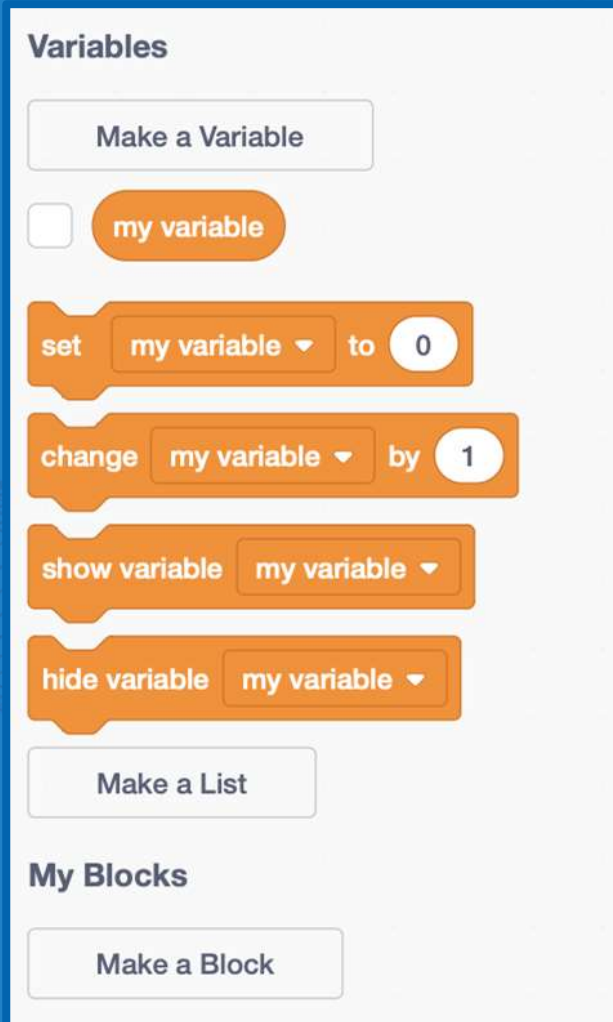 Variables
Make a Variable
my variable
set my variable to 0
change my variable by 1
show variable my variable
hide variable my variable
Make a List
My Blocks
Make a Block